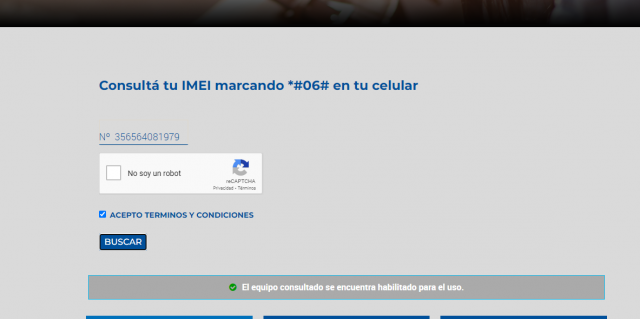 Consultá tu IMEI marcando *#06# en tu celular
Nº 356564081979
No soy un robot
reCAPTCHA
Privacidad - Términos
ACEPTO TERMINOS Y CONDICIONES
BUSCAR
El equipo consultado se encuentra habilitado para el uso.